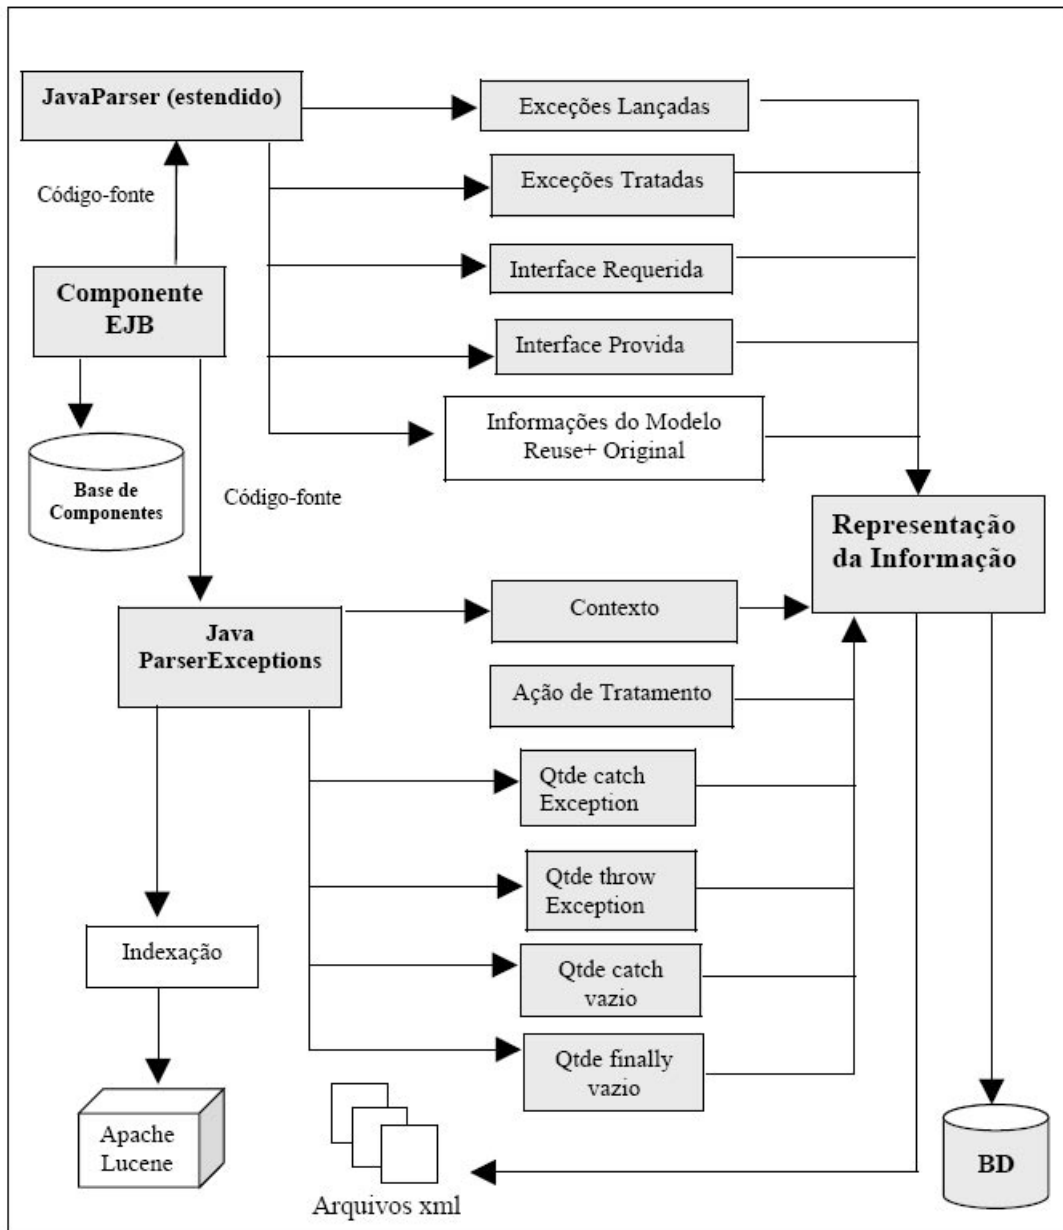 JavaParser (estendido)
Exceções Lançadas
Exceções Tratadas
Código-fonte
Interface Requerida
Componente
EJB
Interface Provida
Informações do Modelo
Reuse+ Original
Base de
Componentes
Código-fonte
Representação
da Informação
Contexto
Java
ParserExceptions
Ação de Tratamento
Qtde catch
Exception
Qtde throw
Exception
Indexação
Qtde catch
vazio
Qtde finally
vazio
Apache
Lucene
BD
Arquivos xml